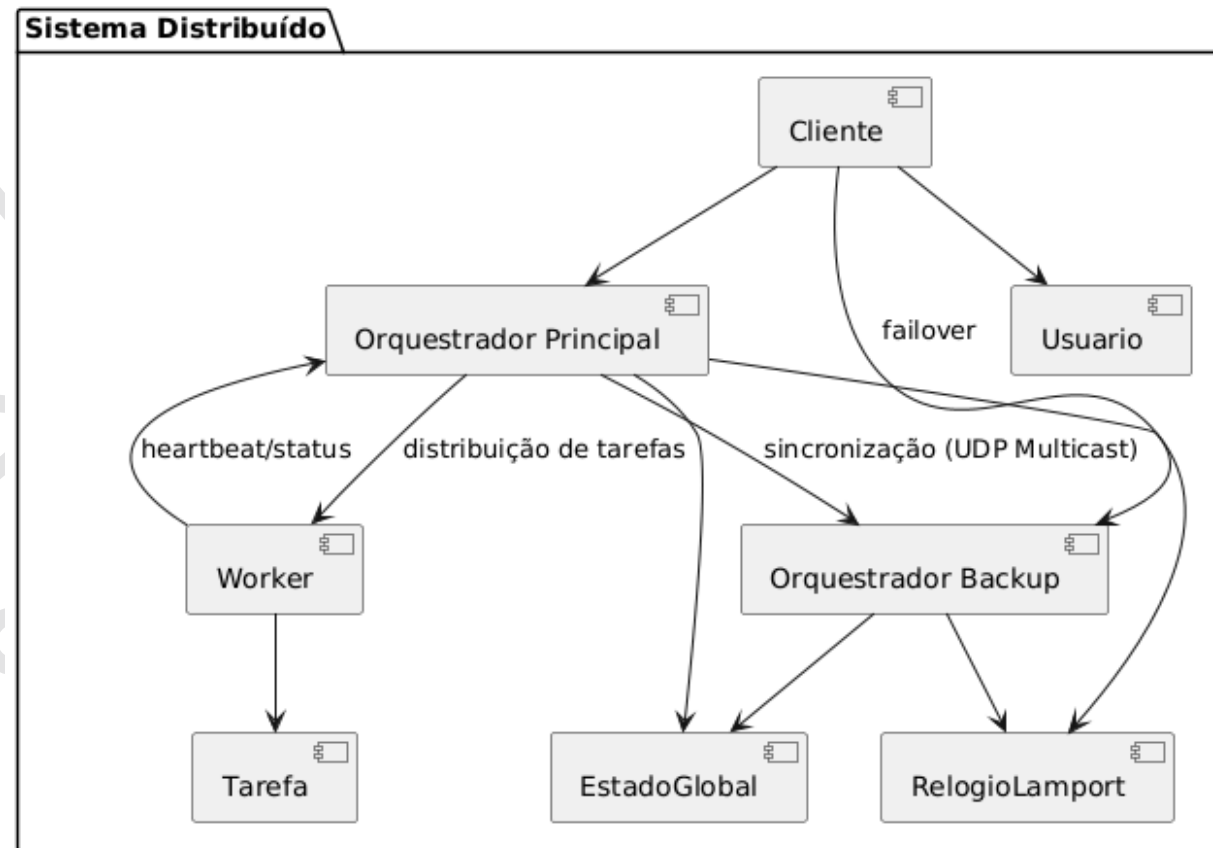 Sistema Distribuído
Cliente
Orquestrador Principal
failover
Usuario
heartbeat/status
distribuição de tarefas
sincronização (UDP Multicast)
Worker
Orquestrador Backup
Tarefa
EstadoGlobal
RelogioLamport